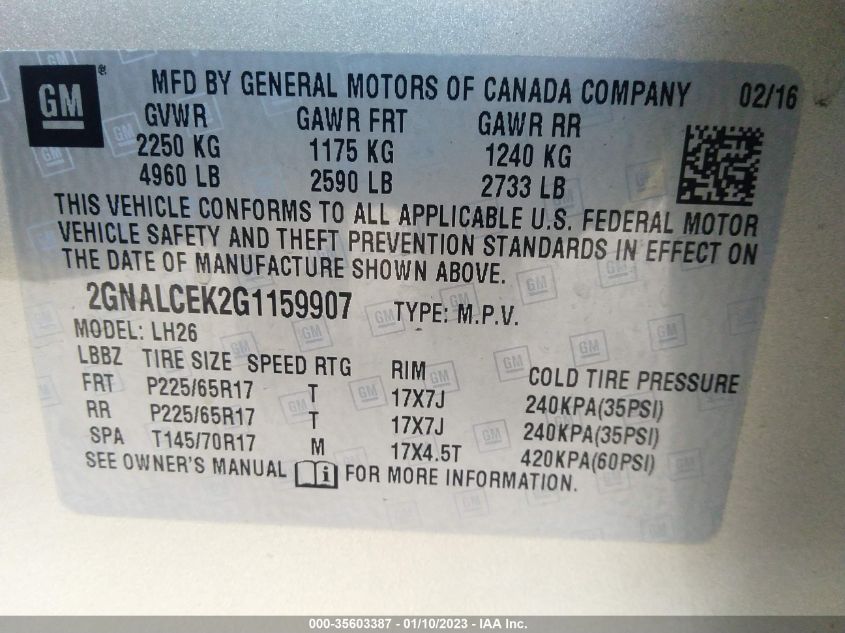 GM ® MFD BY GENERAL MOTORS OF CANADA COMPANY 02/16
GVWR GAWR FRT GAWR RR
2250 KG 1175 KG 1240 KG
4960 LB 2590 LB 2733 LB
THIS VEHICLE CONFORMS TO ALL APPLICABLE U.S. FEDERAL MOTOR
VEHICLE SAFETY AND THEFT PREVENTION STANDARDS IN EFFECT ON
THE DATE OF MANUFACTURE SHOWN ABOVE.
2GNALCEK2G1159907 TYPE: M.P.V.
MODEL: LH26
LBBZ TIRE SIZE SPEED RTG RIM COLD TIRE PRESSURE
FRT P225/65R17 T 17X7J 240KPA(35PSI)
RR P225/65R17 T 17X7J 240KPA(35PSI)
SPA T145/70R17 M 17X4.5T 420KPA(60PSI)
SEE OWNER'S MANUAL i FOR MORE INFORMATION.
000-35603387 - 01/10/2023 - IAA Inc.